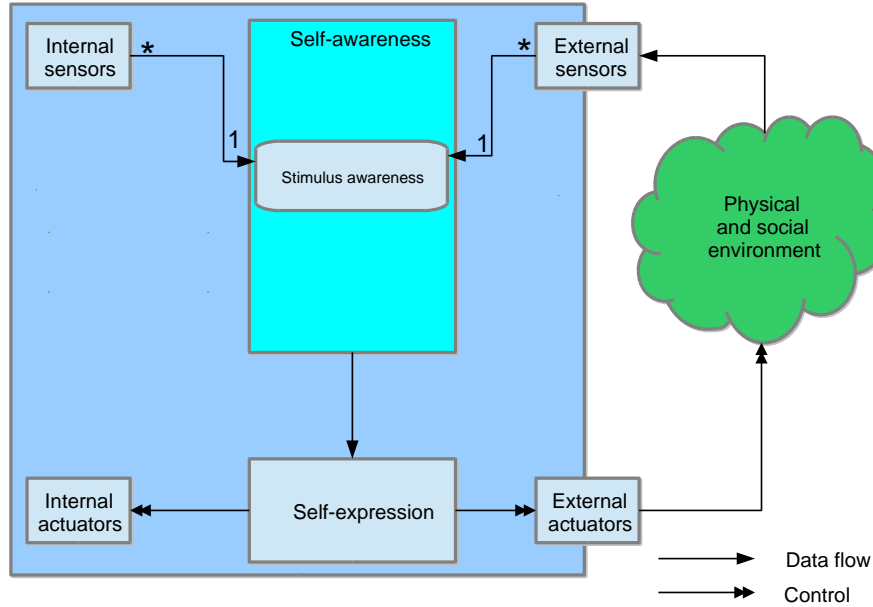 Internal
sensors
*
Self-awareness
*
External
sensors
1
1
Stimulus awareness
Physical
and social
environment
Internal
actuators
Self-expression
External
actuators
Data flow
Control